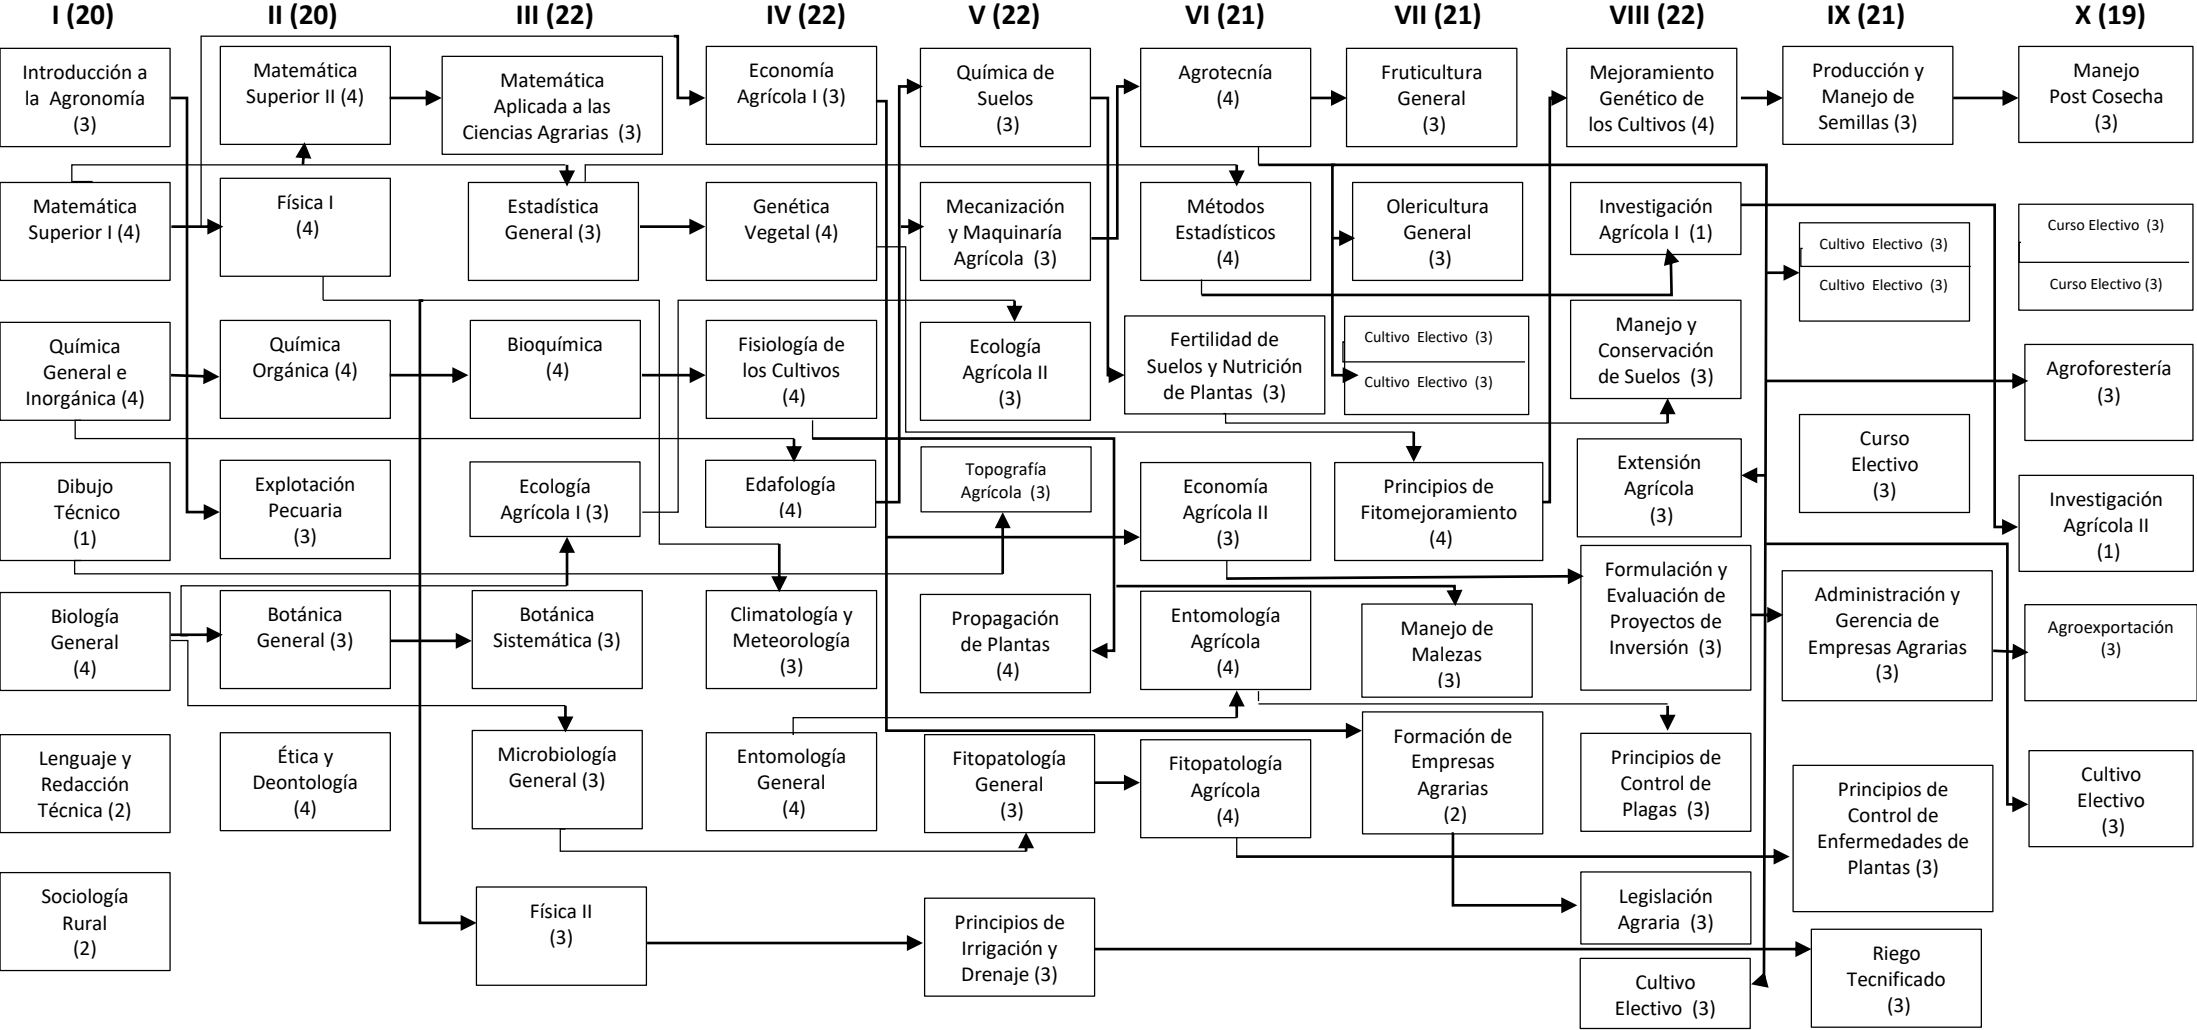 I (20)
II (20)
III (22)
IV (22)
V (22)
VI (21)
VII (21)
VIII (22)
IX (21)
X (19)
Introducción a
la Agronomía
(3)
Matemática
Superior I (4)
Química
General e
Inorgánica (4)
Dibujo
Técnico
(1)
Biología
General
(4)
Lenguaje y
Redacción
Técnica (2)
Sociología
Rural
(2)
Matemática
Superior II (4)
Física I
(4)
Química
Orgánica (4)
Explotación
Pecuaria
(3)
Botánica
General (3)
Ética y
Deontología
(4)
Matemática
Aplicada a las
Ciencias Agrarias (3)
Estadística
General (3)
Bioquímica
(4)
Ecología
Agrícola I (3)
Botánica
Sistemática (3)
Microbiología
General (3)
Física II
(3)
Economía
Agrícola I (3)
Genética
Vegetal (4)
Fisiología de
los Cultivos
(4)
Edafología
(4)
Climatología y
Meteorología
(3)
Entomología
General
(4)
Química de
Suelos
(3)
Mecanización
y Maquinaría
Agrícola (3)
Ecología
Agrícola II
(3)
Topografía
Agrícola (3)
Propagación
de Plantas
(4)
Fitopatología
General
(3)
Principios de
Irrigación y
Drenaje (3)
Agrotecnía
(4)
Métodos
Estadísticos
(4)
Fertilidad de
Suelos y Nutrición
de Plantas (3)
Economía
Agrícola II
(3)
Entomología
Agrícola
(4)
Fitopatología
Agrícola
(4)
Fruticultura
General
(3)
Olericultura
General
(3)
Cultivo Electivo (3)
Cultivo Electivo (3)
Principios de
Fitomejoramiento
(4)
Manejo de
Malezas
(3)
Formación de
Empresas
Agrarias
(2)
Mejoramiento
Genético de
los Cultivos (4)
Investigación
Agrícola I (1)
Manejo y
Conservación
de Suelos (3)
Extensión
Agrícola
(3)
Formulación y
Evaluación de
Proyectos de
Inversión (3)
Principios de
Control de
Plagas (3)
Legislación
Agraria (3)
Cultivo
Electivo (3)
Producción y
Manejo de
Semillas (3)
Cultivo Electivo (3)
Cultivo Electivo (3)
Curso
Electivo
(3)
Administración y
Gerencia de
Empresas Agrarias
(3)
Principios de
Control de
Enfermedades de
Plantas (3)
Riego
Tecnificado
(3)
Manejo
Post Cosecha
(3)
Curso Electivo (3)
Curso Electivo (3)
Agroforestería
(3)
Investigación
Agrícola II
(1)
Agroexportación
(3)
Cultivo
Electivo
(3)